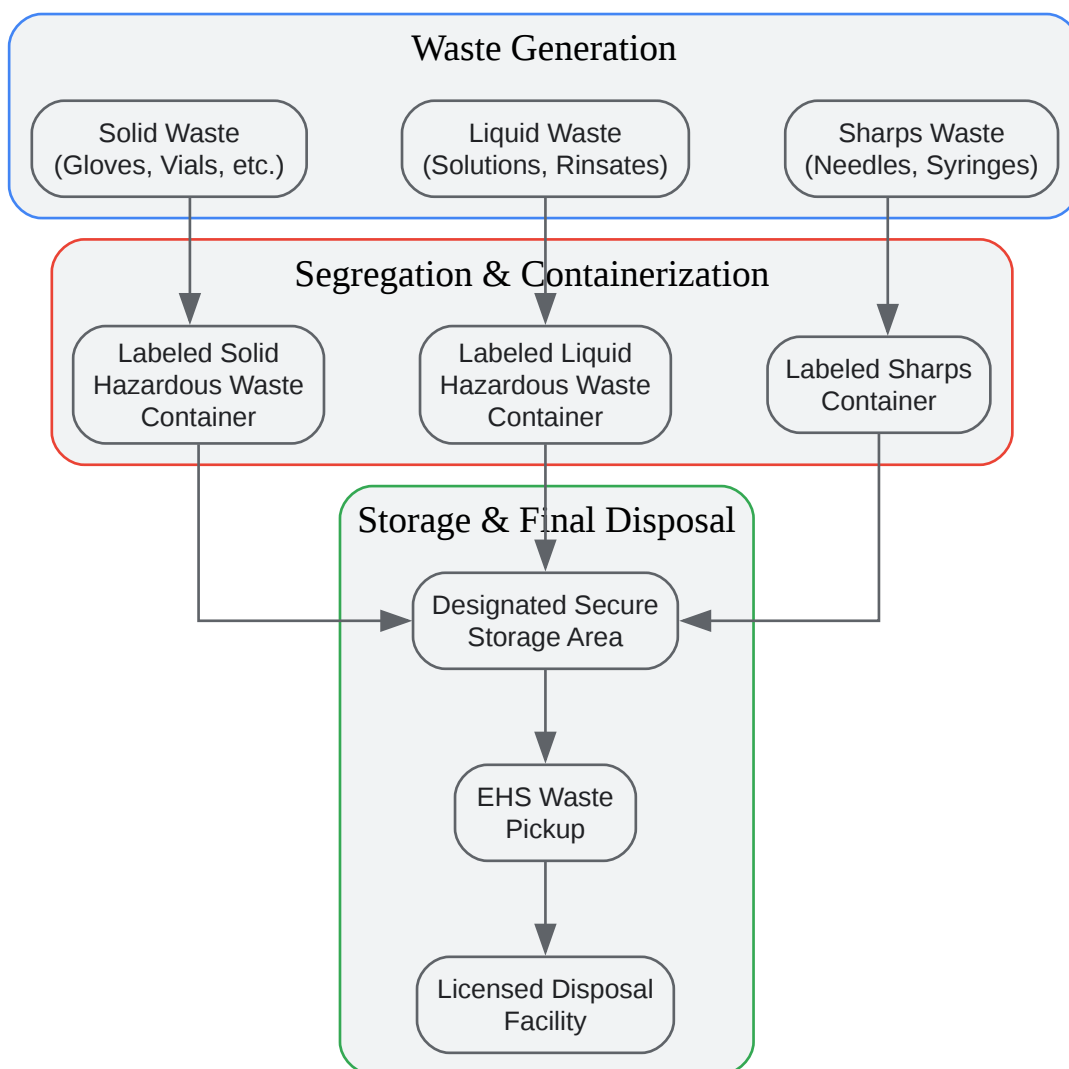 Waste Generation
Solid Waste
(Gloves, Vials, etc.)
Liquid Waste
(Solutions, Rinsates)
Sharps Waste
(Needles, Syringes)
Segregation & Containerization
Labeled Solid
Hazardous Waste
Container
Labeled Liquid
Hazardous Waste
Container
Labeled Sharps
Container
Storage & Final Disposal
Designated Secure
Storage Area
EHS Waste
Pickup
Licensed Disposal
Facility